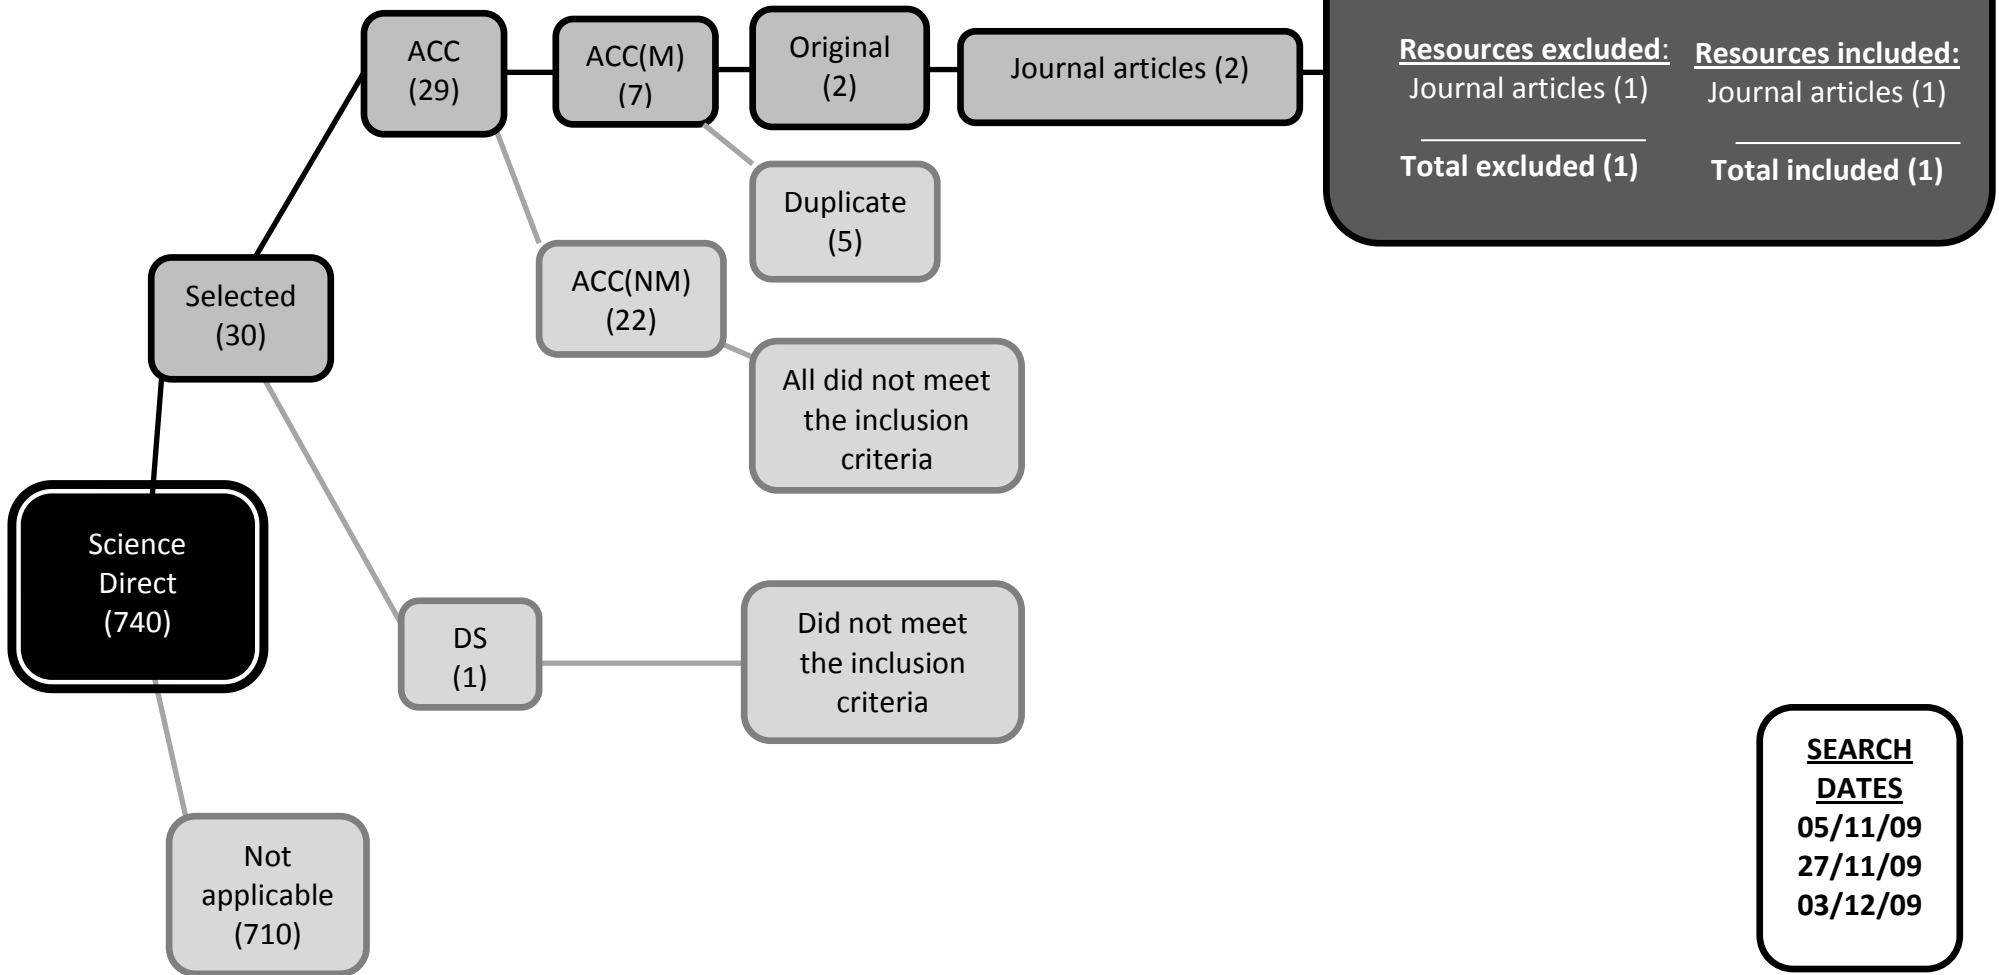 ACC
(29)
ACC(M)
(7)
Original
(2)
Journal articles (2)
Resources excluded:
Journal articles (1)
Total excluded (1)
Resources included:
Journal articles (1)
Total included (1)
Duplicate
(5)
ACC(NM)
(22)
Selected
(30)
All did not meet
the inclusion
criteria
Science
Direct
(740)
DS
(1)
Did not meet
the inclusion
criteria
Not
applicable
(710)
SEARCH
DATES
05/11/09
27/11/09
03/12/09